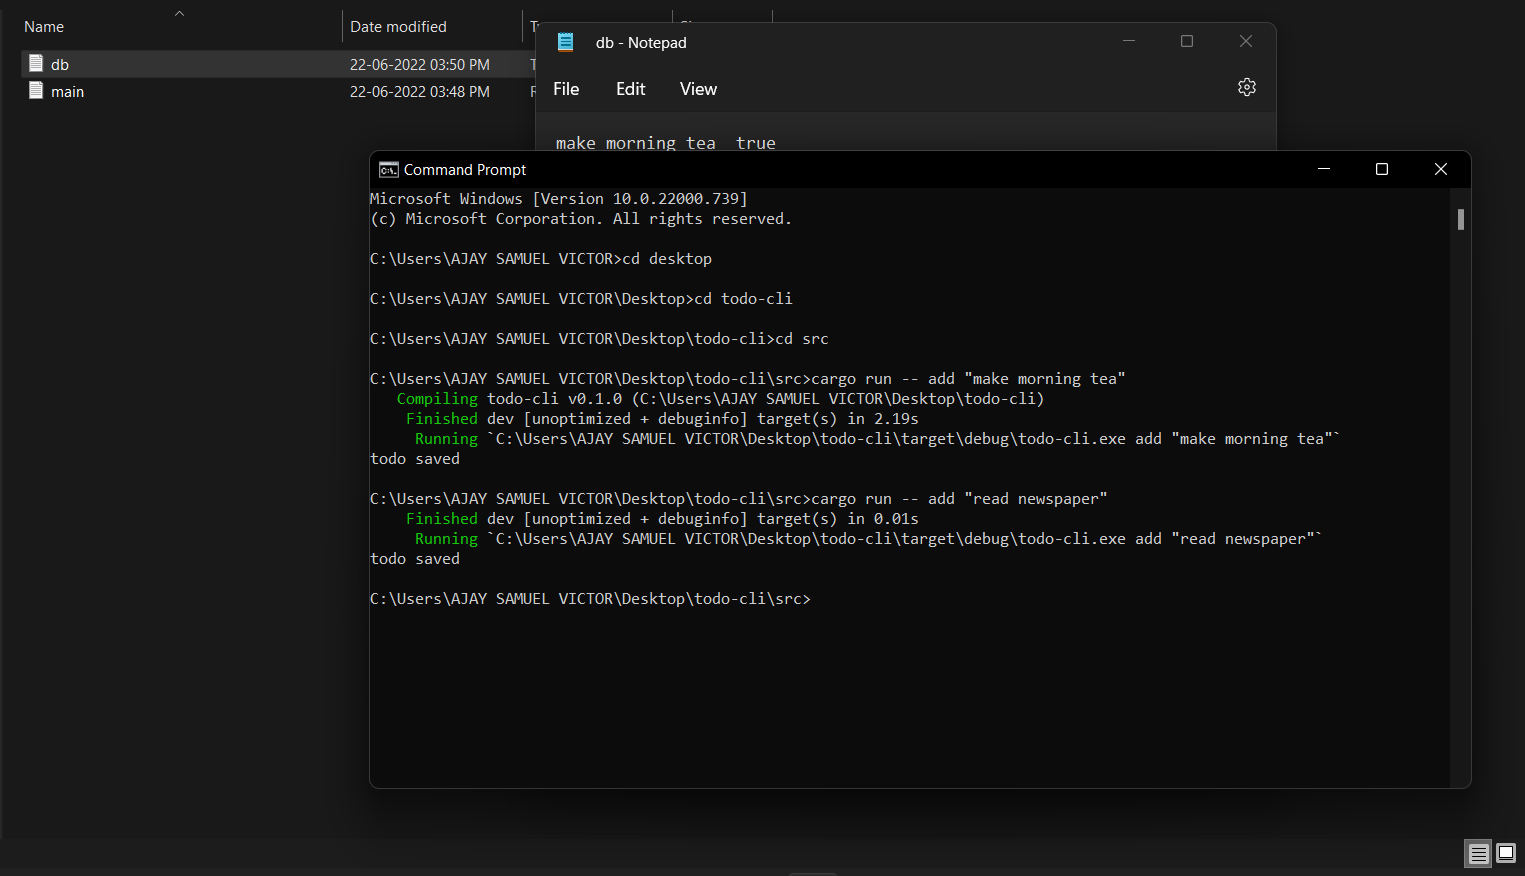 Name
Date modified
db
22-06-2022 03:50 PM
main
22-06-2022 03:48 PM
db - Notepad
File
Edit
View
make morning tea  true
Command Prompt
Microsoft Windows [Version 10.0.22000.739]
(c) Microsoft Corporation. All rights reserved.
C:\Users\AJAY SAMUEL VICTOR>cd desktop
C:\Users\AJAY SAMUEL VICTOR\Desktop>cd todo-cli
C:\Users\AJAY SAMUEL VICTOR\Desktop\todo-cli>cd src
C:\Users\AJAY SAMUEL VICTOR\Desktop\todo-cli\src>cargo run -- add "make morning tea"
Compiling todo-cli v0.1.0 (C:\Users\AJAY SAMUEL VICTOR\Desktop\todo-cli)
Finished dev [unoptimized + debuginfo] target(s) in 2.19s
Running `C:\Users\AJAY SAMUEL VICTOR\Desktop\todo-cli\target\debug\todo-cli.exe add "make morning tea"`
todo saved
C:\Users\AJAY SAMUEL VICTOR\Desktop\todo-cli\src>cargo run -- add "read newspaper"
Finished dev [unoptimized + debuginfo] target(s) in 0.01s
Running `C:\Users\AJAY SAMUEL VICTOR\Desktop\todo-cli\target\debug\todo-cli.exe add "read newspaper"`
todo saved
C:\Users\AJAY SAMUEL VICTOR\Desktop\todo-cli\src>